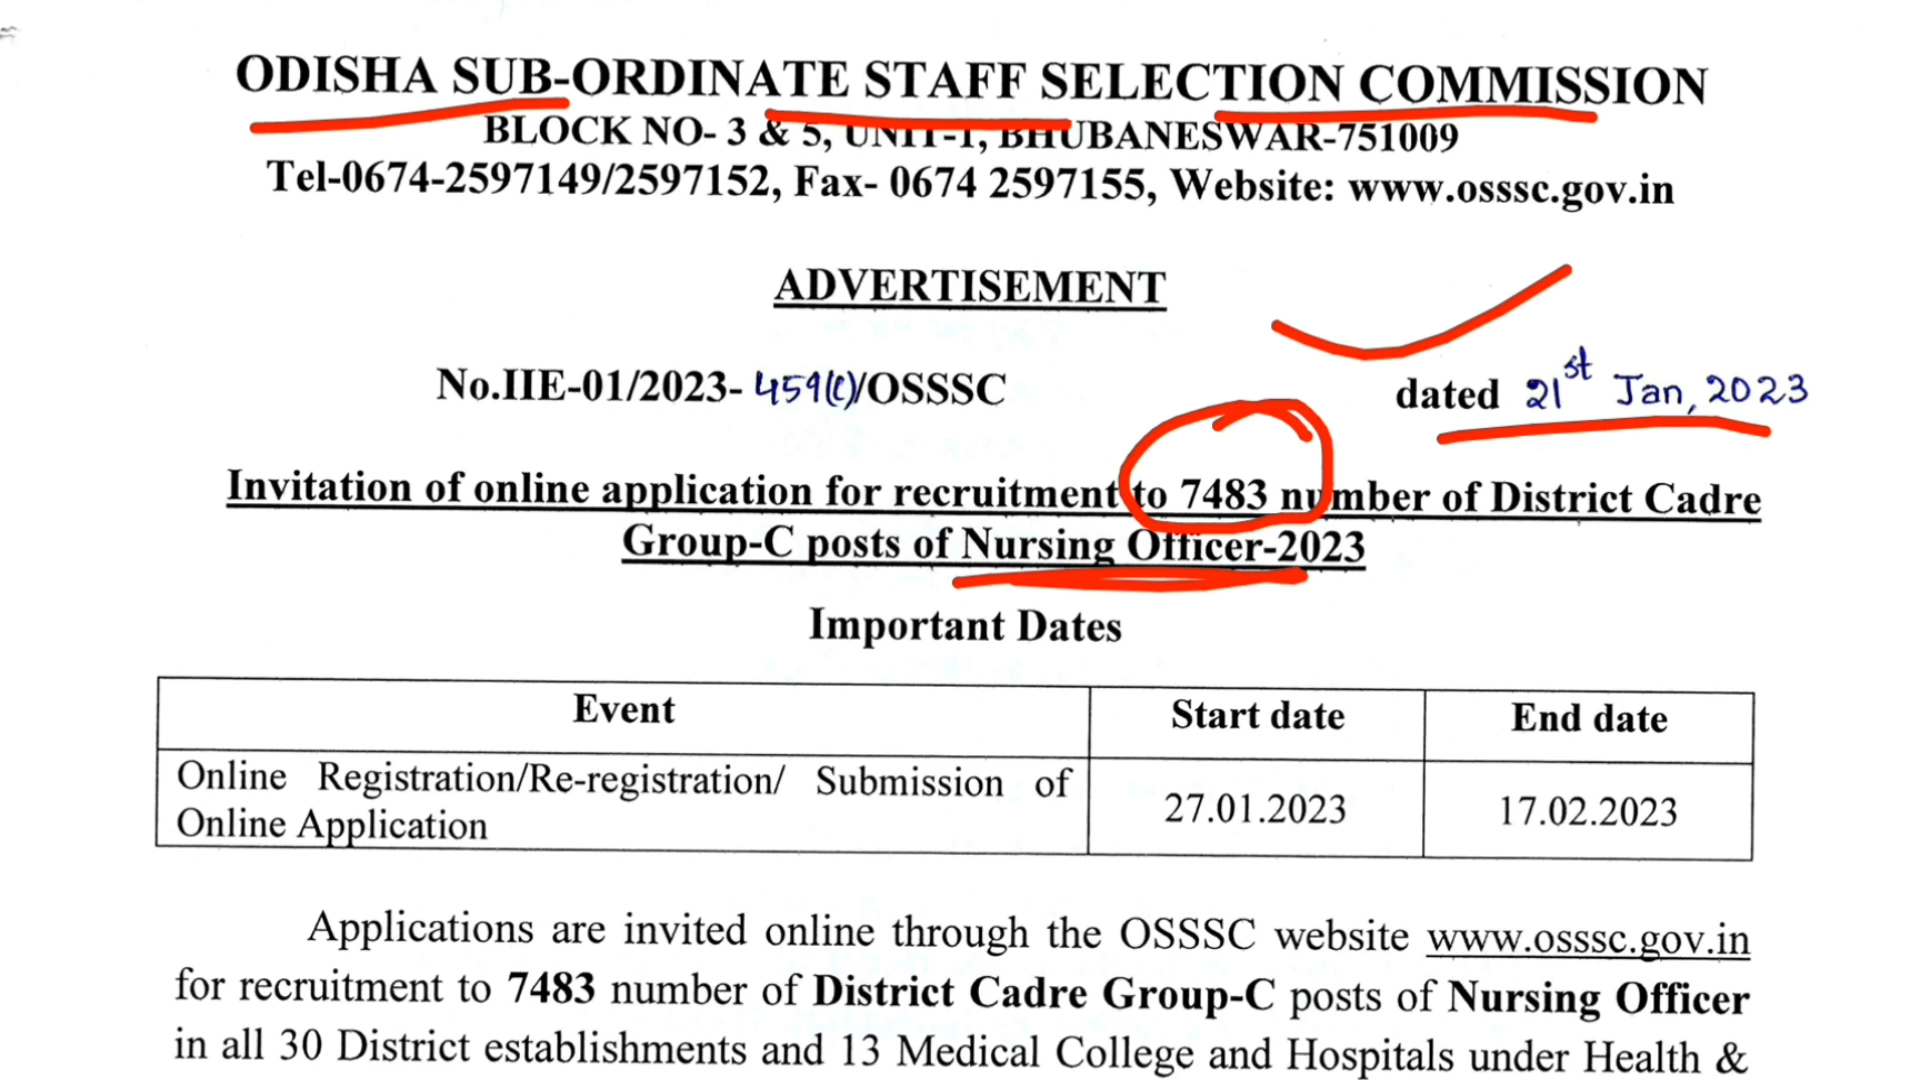 ODISHA SUB-ORDINATE STAFF SELECTION COMMISSION
BLOCK NO- 3 & 5, UNIT-1, BHUBANESWAR-751009
Tel-0674-2597149/2597152, Fax- 0674 2597155, Website: www.osssc.gov.in
ADVERTISEMENT
No.IIE-01/2023- 459(C)/OSSSC dated 21st Jan, 2023
Invitation of online application for recruitment to 7483 number of District Cadre
Group-C posts of Nursing Officer-2023
Important Dates
Event Start date End date
Online Registration/Re-registration/ Submission of
Online Application 27.01.2023 17.02.2023
Applications are invited online through the OSSSC website www.osssc.gov.in
for recruitment to 7483 number of District Cadre Group-C posts of Nursing Officer
in all 30 District establishments and 13 Medical College and Hospitals under Health &